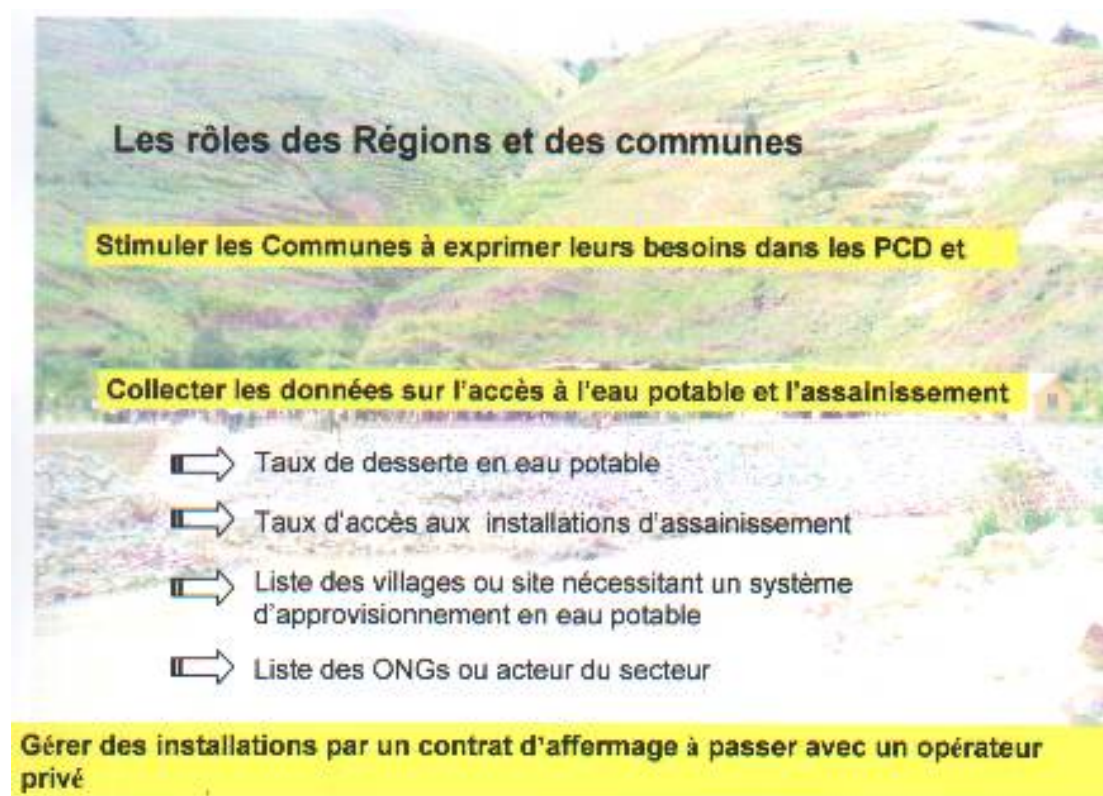 Les rôles des Régions et des communes
Stimuler les Communes à exprimer leurs besoins dans les PCD et
Collecter les données sur l'accès à l'eau potable et l'assainissement
Taux de desserte en eau potable
Taux d'accès aux installations d'assainissement
Liste des villages ou site nécessitant un système
d'approvisionnement en eau potable
Liste des ONGs ou acteur du secteur
Gérer des installations par un contrat d'affermage à passer avec un opérateur
privé